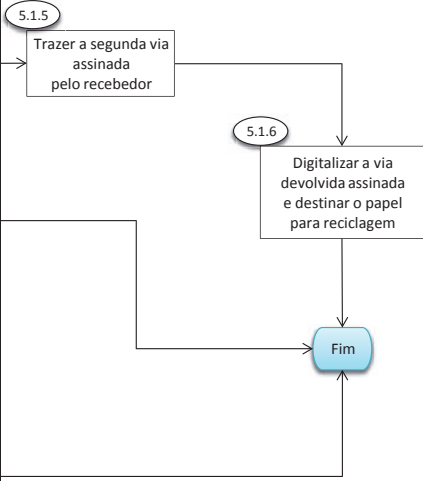 5.1.5
Trazer a segunda via
assinada
pelo recebedor
5.1.6
Digitalizar a via
devolvida assinada
e destinar o papel
para reciclagem
Fim